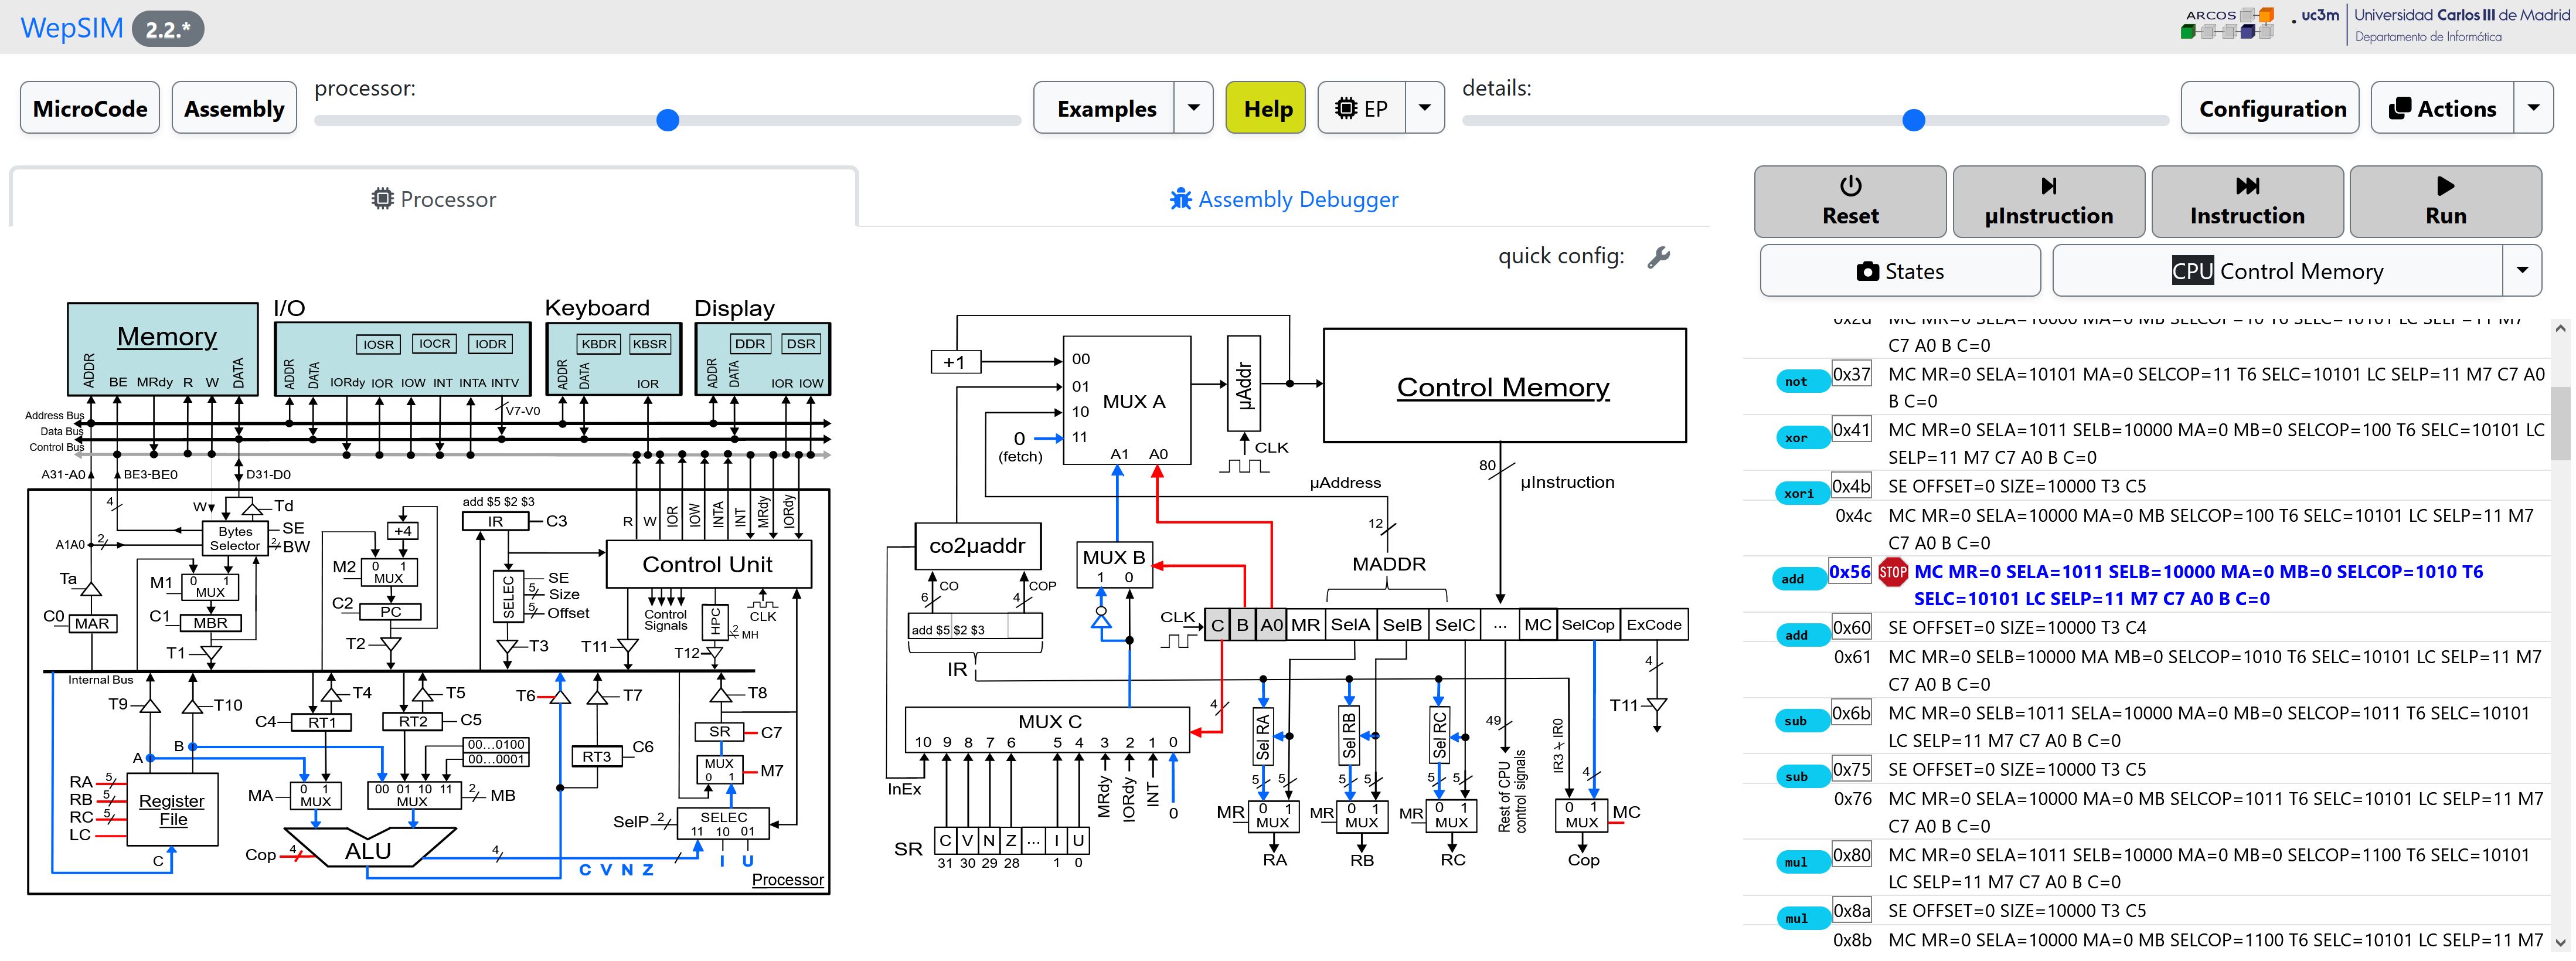 WepSIM 2.2.*
ARCOS
uc3m Universidad Carlos III de Madrid
Departamento de Informática
MicroCode Assembly processor: Examples Help EP details: Configuration Actions
Processor
Assembly Debugger
quick config:
Reset µInstruction Instruction Run
States CPU Control Memory
Memory
ADDR BE MRdy R W DATA
I/O
IOSR IOCR IODR
ADDR DATA IORdy IOR IOW INT INTA INTV
V7-V0
Keyboard
KBDR KBSR
ADDR DATA IOR
Display
DDR DSR
ADDR DATA IOR IOW
Address Bus
Data Bus
Control Bus
A31-A0 BE3-BE0 D31-D0
4 W Td
Bytes Selector
SE
2 BW
A1A0 2
Ta
C0 MAR
M1 0 1 MUX
C1 MBR
T1
+4
M2 0 1 MUX
C2 PC
T2
add $5 $2 $3
IR C3
SELEC
SE
5 Size
5 Offset
T3
R W IOR IOW INTA INT MRdy IORdy
Control Unit
Control Signals
HPC
2 MH
CLK
T11 T12
Internal Bus
T9 T10 T4 T5 T6 T7 T8
C4 RT1
RT2 C5
A B
00...0100
00...0001
RT3 C6
SR C7
MUX 0 1 M7
RA 5
RB 5
RC 5
LC
Register File
C
MA 0 1 MUX
00 01 10 11 MUX 2 MB
SelP 2 SELEC 11 10 01
Cop 4 ALU 4
C V N Z I U
Processor
+1
00
01
10
11
MUX A
A1 A0
0
(fetch)
µAddr
CLK
Control Memory
80 µInstruction
µAddress
12
MADDR
co2µaddr
CO COP
6 4
add $5 $2 $3
IR
MUX B
1 0
CLK
C B A0 MR SelA SelB SelC ... MC SelCop ExCode
4
T11
MUX C
10 9 8 7 6 5 4 3 2 1 0
4
InEx
MRdy IORdy INT 0
SR C V N Z ... I U
31 30 29 28 1 0
Sel RA Sel RB Sel RC
5 5 5 5 5 5
MR 0 1 MUX
MR 0 1 MUX
MR 0 1 MUX
RA RB RC
49
Rest of CPU control signals
IR3 - IR0
4
0 1 MUX MC
Cop
0x2d MC MR=0 SELA=10000 MA=0 MB SELCOP=10 T6 SELC=10101 LC SELP=11 M7
C7 A0 B C=0
not 0x37 MC MR=0 SELA=10101 MA=0 SELCOP=11 T6 SELC=10101 LC SELP=11 M7 C7 A0
B C=0
xor 0x41 MC MR=0 SELA=1011 SELB=10000 MA=0 MB=0 SELCOP=100 T6 SELC=10101 LC
SELP=11 M7 C7 A0 B C=0
xori 0x4b SE OFFSET=0 SIZE=10000 T3 C5
0x4c MC MR=0 SELA=10000 MA=0 MB SELCOP=100 T6 SELC=10101 LC SELP=11 M7
C7 A0 B C=0
add 0x56 STOP MC MR=0 SELA=1011 SELB=10000 MA=0 MB=0 SELCOP=1010 T6
SELC=10101 LC SELP=11 M7 C7 A0 B C=0
add 0x60 SE OFFSET=0 SIZE=10000 T3 C4
0x61 MC MR=0 SELB=10000 MA MB=0 SELCOP=1010 T6 SELC=10101 LC SELP=11 M7
C7 A0 B C=0
sub 0x6b MC MR=0 SELB=1011 SELA=10000 MA=0 MB=0 SELCOP=1011 T6 SELC=10101
LC SELP=11 M7 C7 A0 B C=0
sub 0x75 SE OFFSET=0 SIZE=10000 T3 C5
0x76 MC MR=0 SELA=10000 MA=0 MB SELCOP=1011 T6 SELC=10101 LC SELP=11 M7
C7 A0 B C=0
mul 0x80 MC MR=0 SELA=1011 SELB=10000 MA=0 MB=0 SELCOP=1100 T6 SELC=10101
LC SELP=11 M7 C7 A0 B C=0
mul 0x8a SE OFFSET=0 SIZE=10000 T3 C5
0x8b MC MR=0 SELA=10000 MA=0 MB SELCOP=1100 T6 SELC=10101 LC SELP=11 M7